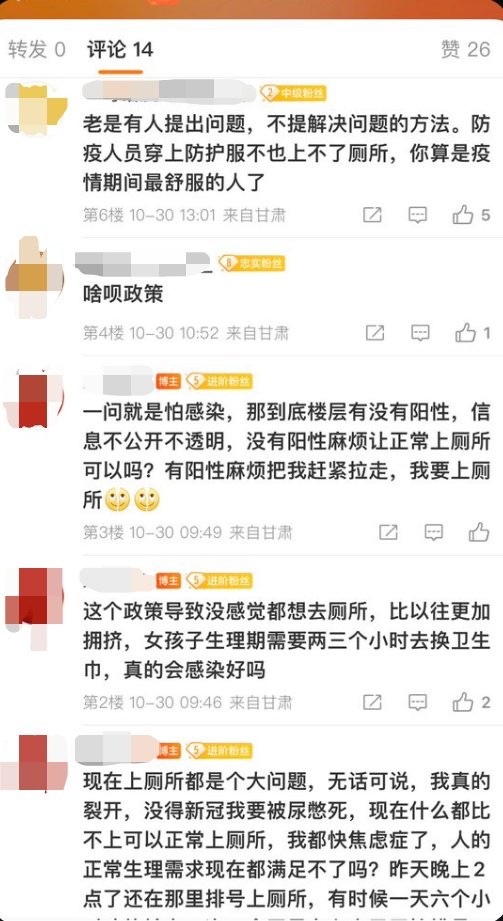 转发 0 评论 14 赞 26
2 中级粉丝
老是有人提出问题，不提解决问题的方法。防
疫人员穿上防护服不也上不了厕所，你算是疫
情期间最舒服的人了
第6楼 10-30 13:01 来自甘肃 5
8 忠实粉丝
啥呗政策
第4楼 10-30 10:52 来自甘肃 1
博主 5 进阶粉丝
一问就是怕感染，那到底楼层有没有阳性，信
息不公开不透明，没有阳性麻烦让正常上厕所
可以吗？有阳性麻烦把我赶紧拉走，我要上厕
所
第3楼 10-30 09:49 来自甘肃
博主 5 进阶粉丝
这个政策导致没感觉都想去厕所，比以往更加
拥挤，女孩子生理期需要两三个小时去换卫生
巾，真的会感染好吗
第2楼 10-30 09:46 来自甘肃 2
博主 5 进阶粉丝
现在上厕所都是个大问题，无话可说，我真的
裂开，没得新冠我要被尿憋死，现在什么都比
不上可以正常上厕所，我都快焦虑症了，人的
正常生理需求现在都满足不了吗？昨天晚上2
点了还在那里排号上厕所，有时候一天六个小